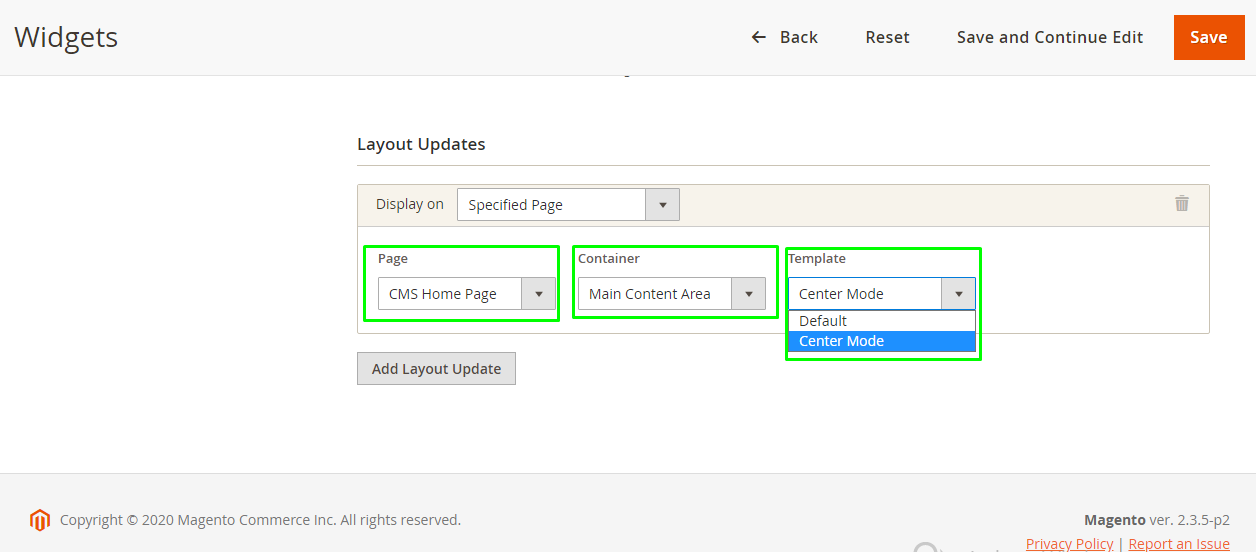 Widgets
Back
Reset
Save and Continue Edit
Save
Layout Updates
Display on
Specified Page
Page
Container
Template
CMS Home Page
Main Content Area
Center Mode
Default
Center Mode
Add Layout Update
Copyright © 2020 Magento Commerce Inc. All rights reserved.
Magento ver. 2.3.5-p2
Privacy Policy | Report an Issue